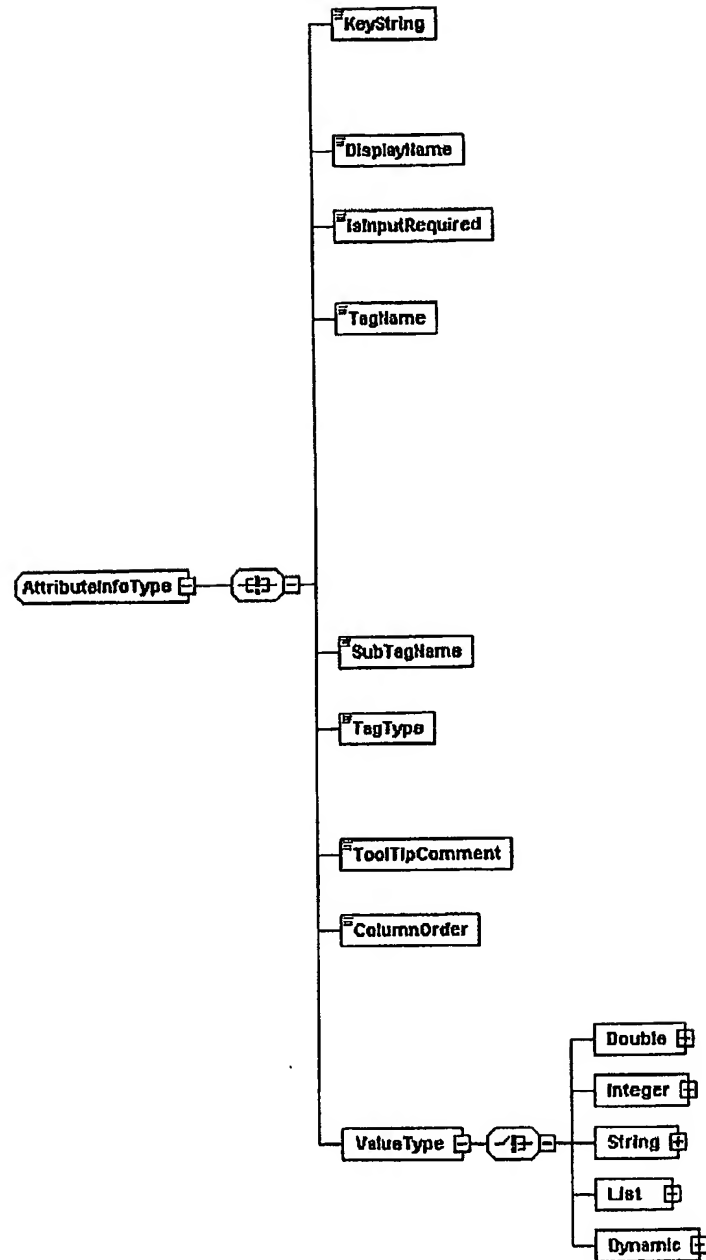 KeyString
DisplayName
IsInputRequired
TagName
AttributeInfoType
SubTagName
TagType
ToolTipComment
ColumnOrder
Double
Integer
ValueType
String
List
Dynamic